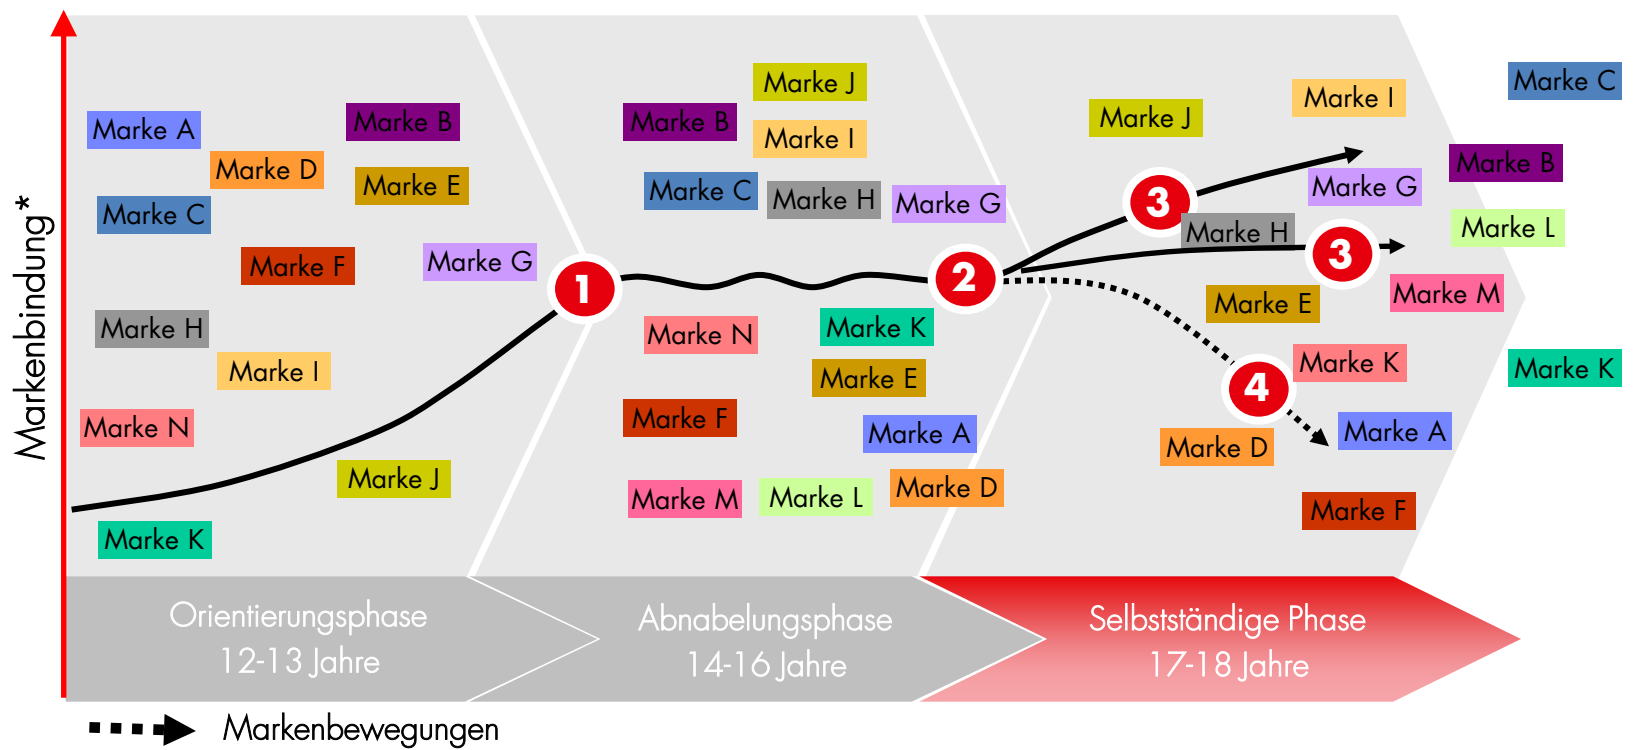 Markenbindung*
Marke A
Marke B
Marke D
Marke E
Marke C
Marke F
Marke G
Marke H
Marke I
Marke N
Marke J
Marke K
1
Marke J
Marke B
Marke I
Marke C
Marke H
Marke G
2
Marke N
Marke K
Marke E
Marke F
Marke A
Marke M
Marke L
Marke D
Marke C
Marke I
Marke J
Marke B
Marke G
3
Marke H
Marke L
3
Marke M
Marke E
Marke K
Marke K
4
Marke A
Marke D
Marke F
Orientierungsphase
12-13 Jahre
Abnabelungsphase
14-16 Jahre
Selbstständige Phase
17-18 Jahre
Markenbewegungen